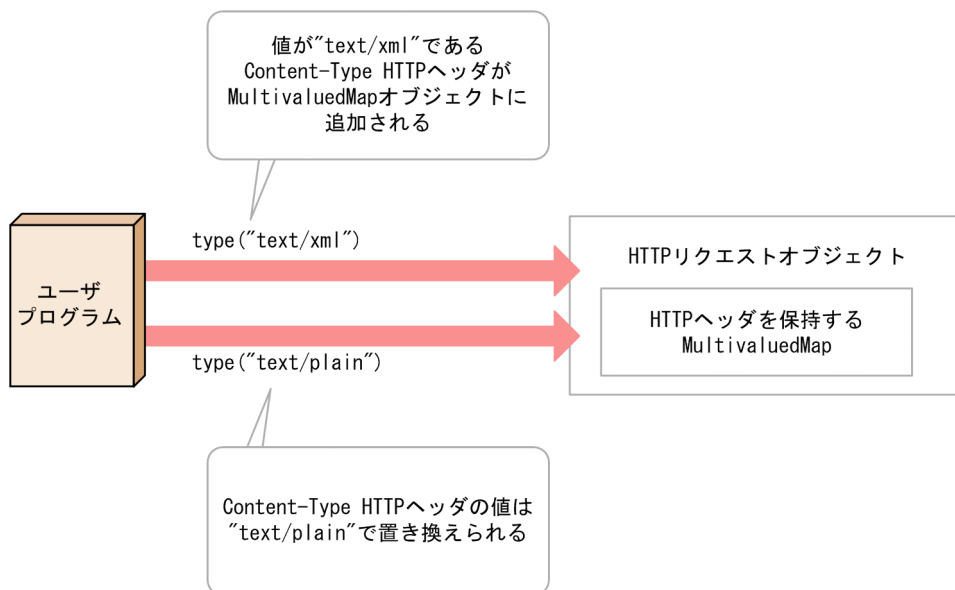 値が"text/xml"である
Content-Type HTTPヘッダが
MultivaluedMapオブジェクトに
追加される
type("text/xml")
HTTPリクエストオブジェクト
ユーザ
プログラム
HTTPヘッダを保持する
MultivaluedMap
type("text/plain")
Content-Type HTTPヘッダの値は
"text/plain"で置き換えられる